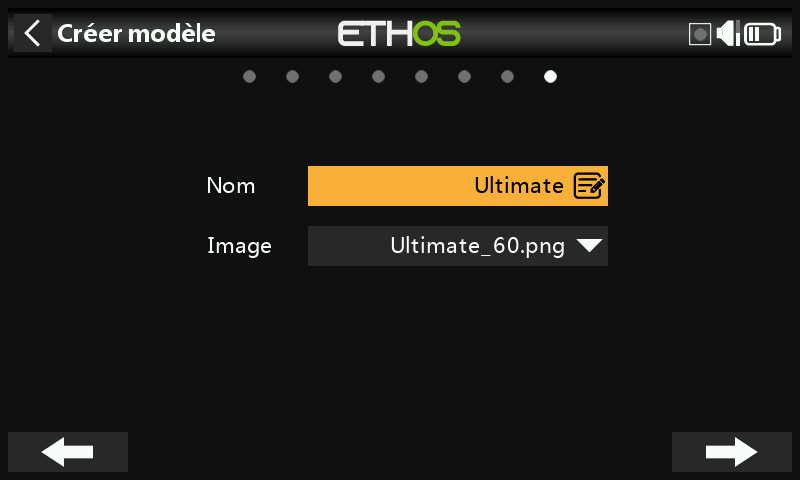 Créer modèle
ETHOS
Nom
Ultimate
Image
Ultimate_60.png